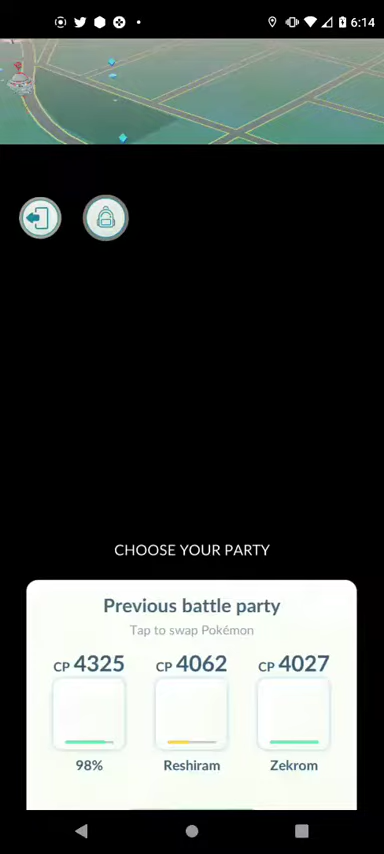 6:14
CHOOSE YOUR PARTY
Previous battle party
Tap to swap Pokémon
CP 4325 CP 4062 CP 4027
98% Reshiram Zekrom